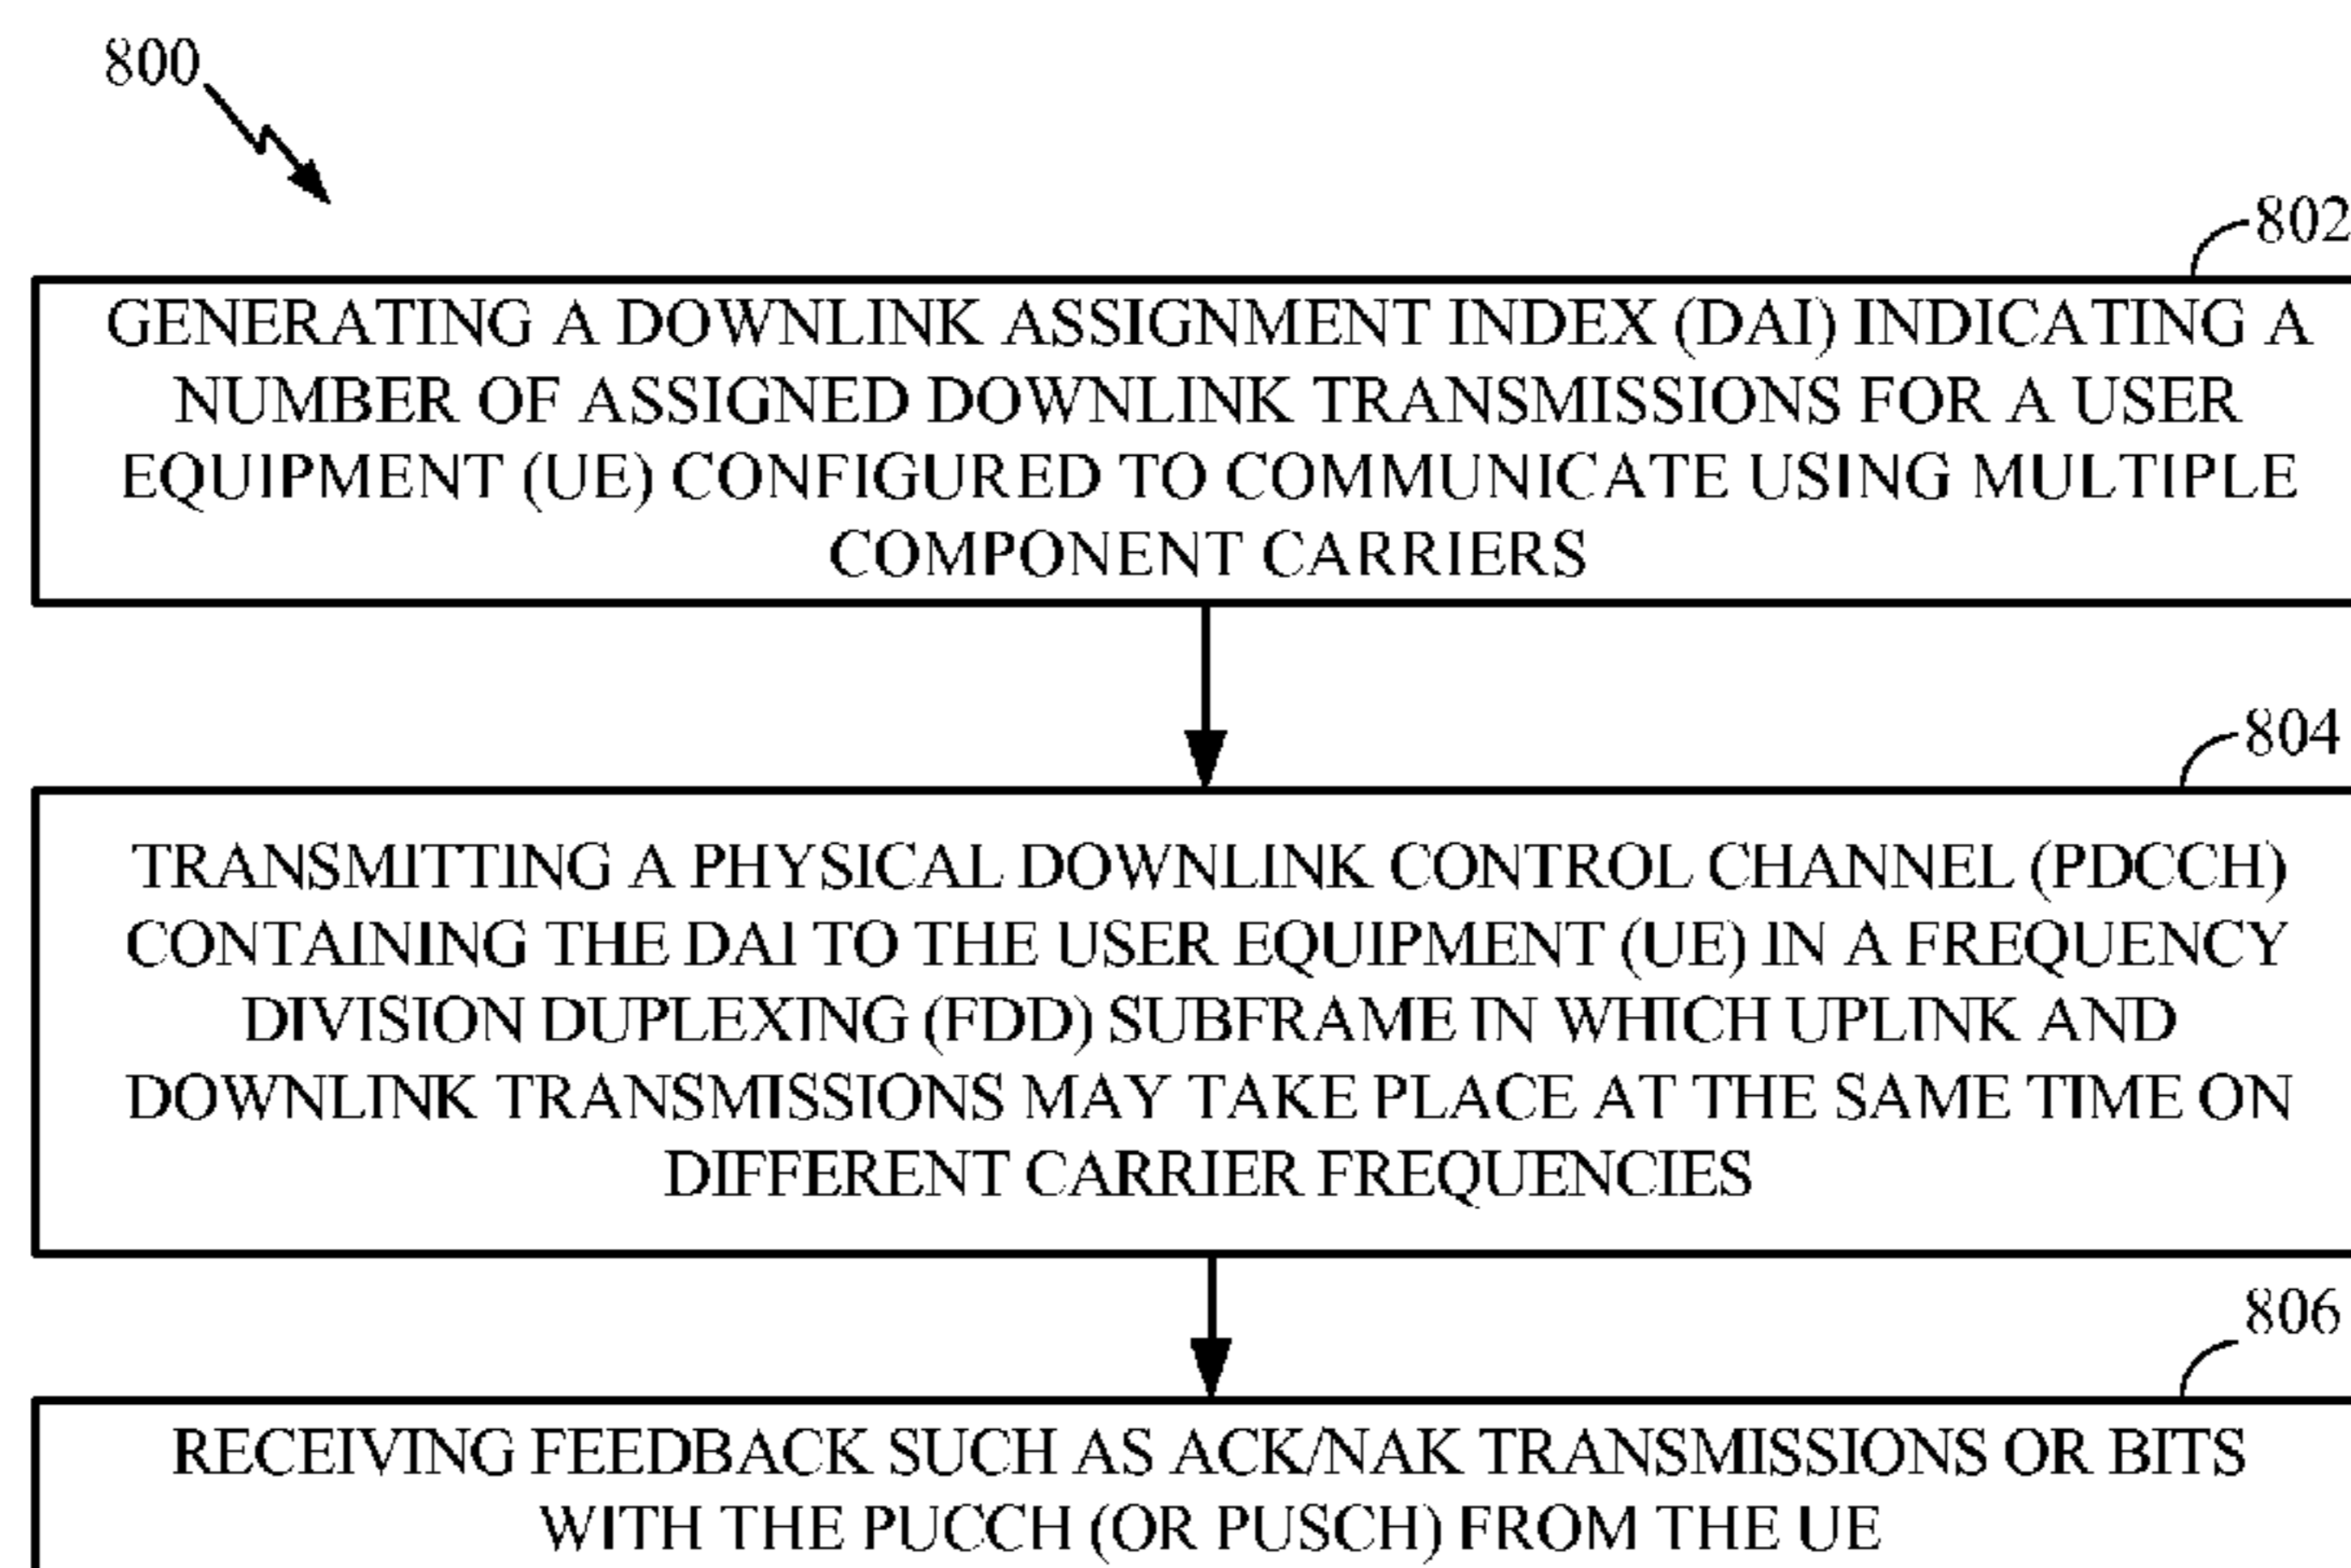 800
802
GENERATING A DOWNLINK ASSIGNMENT INDEX (DAI) INDICATING A
NUMBER OF ASSIGNED DOWNLINK TRANSMISSIONS FOR A USER
EQUIPMENT (UE) CONFIGURED TO COMMUNICATE USING MULTIPLE
COMPONENT CARRIERS
804
TRANSMITTING A PHYSICAL DOWNLINK CONTROL CHANNEL (PDCCH)
CONTAINING THE DAI TO THE USER EQUIPMENT (UE) IN A FREQUENCY
DIVISION DUPLEXING (FDD) SUBFRAME IN WHICH UPLINK AND
DOWNLINK TRANSMISSIONS MAY TAKE PLACE AT THE SAME TIME ON
DIFFERENT CARRIER FREQUENCIES
806
RECEIVING FEEDBACK SUCH AS ACK/NAK TRANSMISSIONS OR BITS
WITH THE PUCCH (OR PUSCH) FROM THE UE